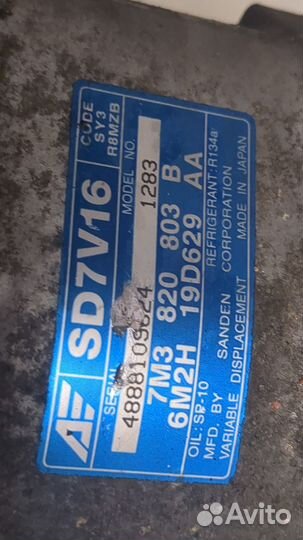 SD7V16
CODE
SY3
R8MZB
SERIAL
MODEL NO.
1283
7M3 820 803 B
6M2H 19D629 AA
OIL: SP-10
REFRIGERANT: R134a
MFD. BY SANDEN CORPORATION
VARIABLE DISPLACEMENT MADE IN JAPAN
Avito